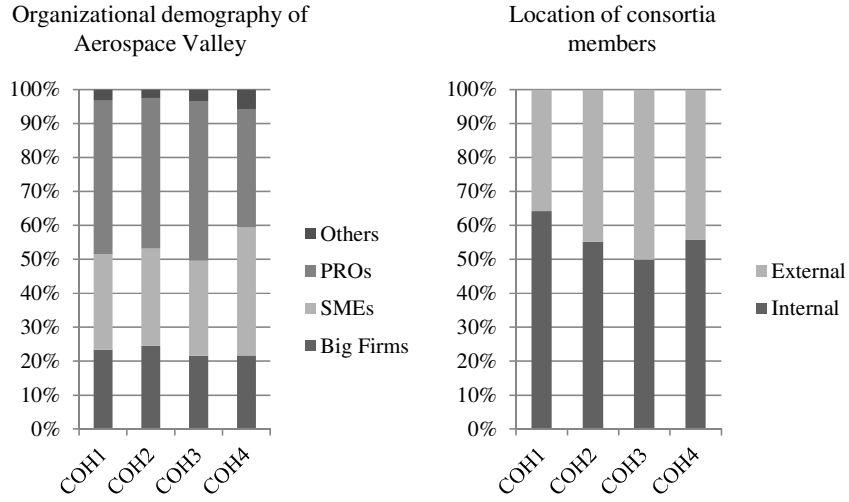 Organizational demography of
Aerospace Valley
100%
90%
80%
70%
60%
50%
40%
30%
20%
10%
0%
COH1
COH2
COH3
COH4
Others
PROs
SMEs
Big Firms
Location of consortia
members
100%
90%
80%
70%
60%
50%
40%
30%
20%
10%
0%
COH1
COH2
COH3
COH4
External
Internal